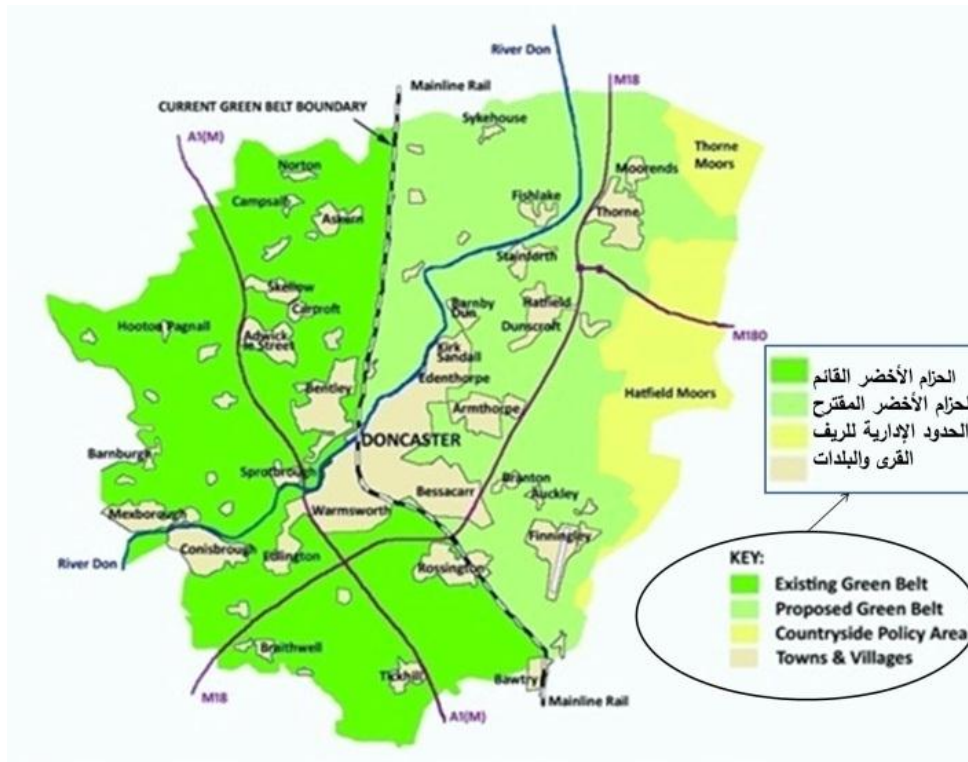 River Don
M18
Mainline Rail
CURRENT GREEN BELT BOUNDARY
Sykehouse
A1(M)
Thorne
Moors
Norton
Moorends
Campsall
Fishlake
Askern
Thorne
Stainforth
Skellow
Carcroft
Barnby
Dun
Hatfield
Dunscroft
Hooton Pagnall
Adwick
le Street
M180
Kirk
Sandall
Edenthorpe
Bentley
Hatfield Moors
Armthorpe
DONCASTER
Barnburgh
Sprotbrough
Branton
Bessacarr
Auckley
Mexborough
Warmsworth
Finningley
Conisbrough
Edlington
River Don
Rossington
Braithwell
Tickhill
Bawtry
M18
A1(M)
Mainline Rail
الحزام الأخضر القائم
الحزام الأخضر المقترح
الحدود الإدارية للريف
القرى والبلدات
KEY:
Existing Green Belt
Proposed Green Belt
Countryside Policy Area
Towns & Villages